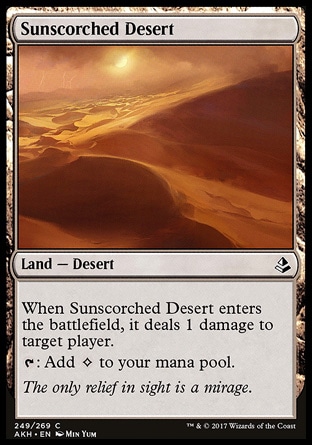 Sunscorched Desert
Land — Desert
When Sunscorched Desert enters
the battlefield, it deals 1 damage to
target player.
: Add to your mana pool.
The only relief in sight is a mirage.
249/269 C
AKH • EN Min Yum
™ & © 2017 Wizards of the Coast